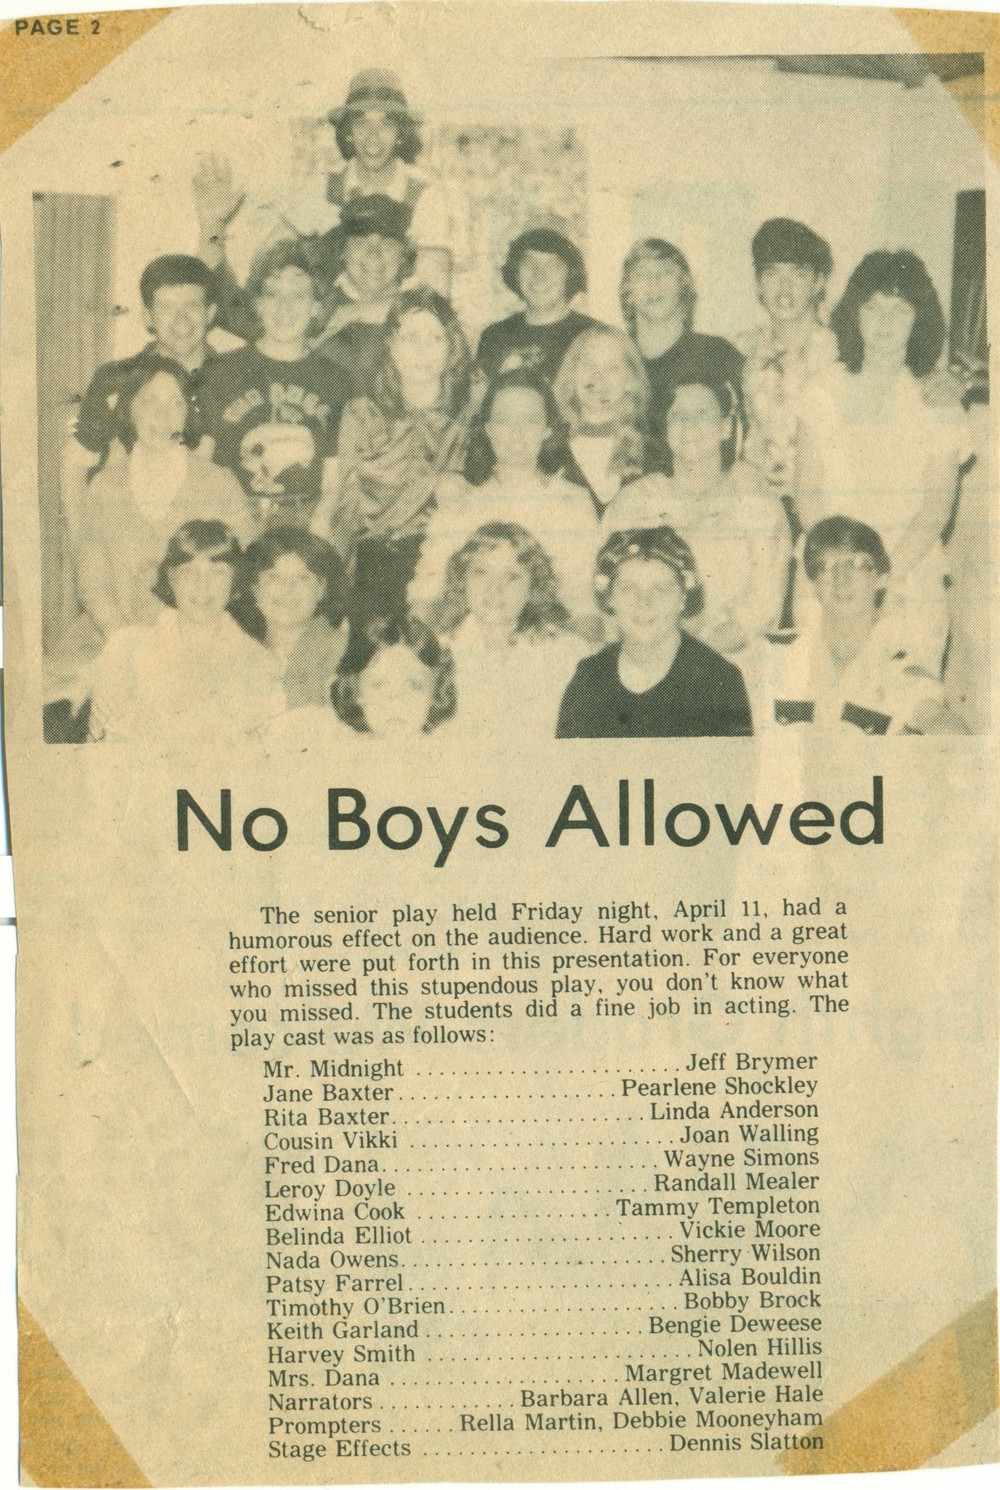 PAGE 2
No Boys Allowed
The senior play held Friday night, April 11, had a
humorous effect on the audience. Hard work and a great
effort were put forth in this presentation. For everyone
who missed this stupendous play, you don't know what
you missed. The students did a fine job in acting. The
play cast was as follows:
Mr. Midnight ...................... Jeff Brymer
Jane Baxter .................. Pearlene Shockley
Rita Baxter ..................... Linda Anderson
Cousin Vikki ...................... Joan Walling
Fred Dana ....................... Wayne Simons
Leroy Doyle .................... Randall Mealer
Edwina Cook ................ Tammy Templeton
Belinda Elliot ..................... Vickie Moore
Nada Owens ...................... Sherry Wilson
Patsy Farrel ...................... Alisa Bouldin
Timothy O'Brien ................... Bobby Brock
Keith Garland .................. Bengie Deweese
Harvey Smith ...................... Nolen Hillis
Mrs. Dana ................... Margret Madewell
Narrators ............ Barbara Allen, Valerie Hale
Prompters ...... Rella Martin, Debbie Mooneyham
Stage Effects .................... Dennis Slatton